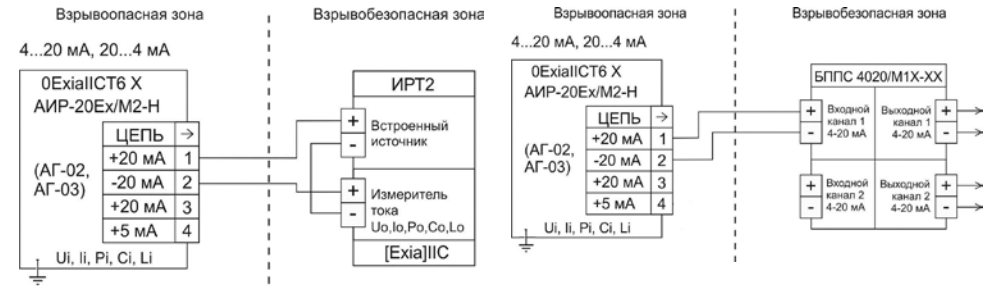 Взрывоопасная зона
Взрывобезопасная зона
4...20 мА, 20...4 мА
0ExiaIICT6 X
АИР-20Ex/М2-Н
(АГ-02,
АГ-03)
ЦЕПЬ →
+20 мА 1
-20 мА 2
+20 мА 3
+5 мА 4
Ui, Ii, Pi, Ci, Li
ИРТ2
+
-
Встроенный
источник
+
-
Измеритель
тока
Uo,Io,Po,Co,Lo
[Exia]IIC
Взрывоопасная зона
Взрывобезопасная зона
4...20 мА, 20...4 мА
0ExiaIICT6 X
АИР-20Ex/М2-Н
(АГ-02,
АГ-03)
ЦЕПЬ →
+20 мА 1
-20 мА 2
+20 мА 3
+5 мА 4
Ui, Ii, Pi, Ci, Li
БППС 4020/М1Х-ХХ
+ Входной Выходной +
канал 1 канал 1
- 4-20 мА 4-20 мА -
+ Входной Выходной +
канал 2 канал 2
- 4-20 мА 4-20 мА -